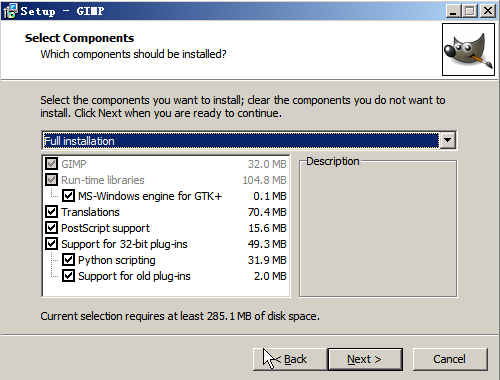 Setup - GIMP
Select Components
Which components should be installed?
Select the components you want to install; clear the components you do not want to
install. Click Next when you are ready to continue.
Full installation
GIMP 32.0 MB
Run-time libraries 104.8 MB
MS-Windows engine for GTK+ 0.1 MB
Translations 70.4 MB
PostScript support 15.6 MB
Support for 32-bit plug-ins 49.3 MB
Python scripting 31.9 MB
Support for old plug-ins 2.0 MB
Description
Current selection requires at least 285.1 MB of disk space.
< Back
Next >
Cancel